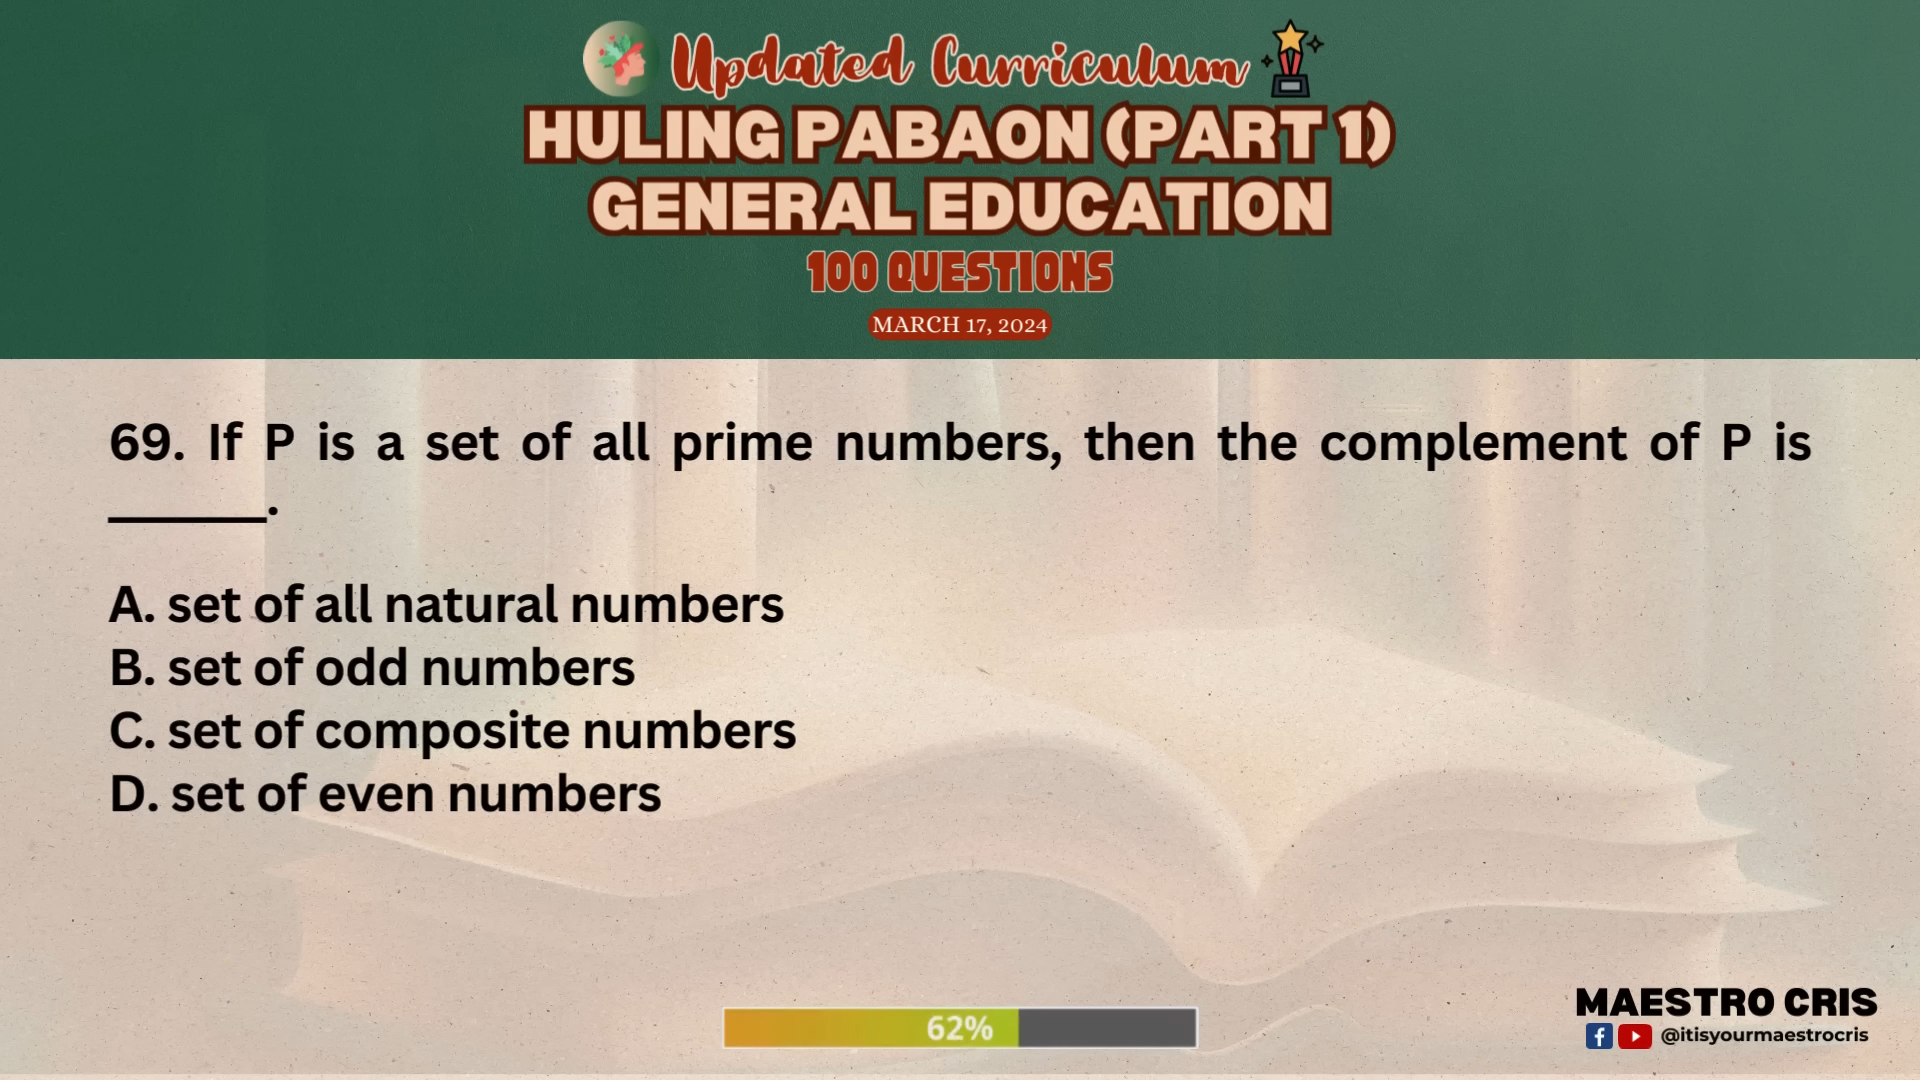 Updated Curriculum
HULING PABAON (PART 1)
GENERAL EDUCATION
100 QUESTIONS
MARCH 17, 2024
69. If P is a set of all prime numbers, then the complement of P is
______.
A. set of all natural numbers
B. set of odd numbers
C. set of composite numbers
D. set of even numbers
62%
MAESTRO CRIS
@itisyourmaestrocris